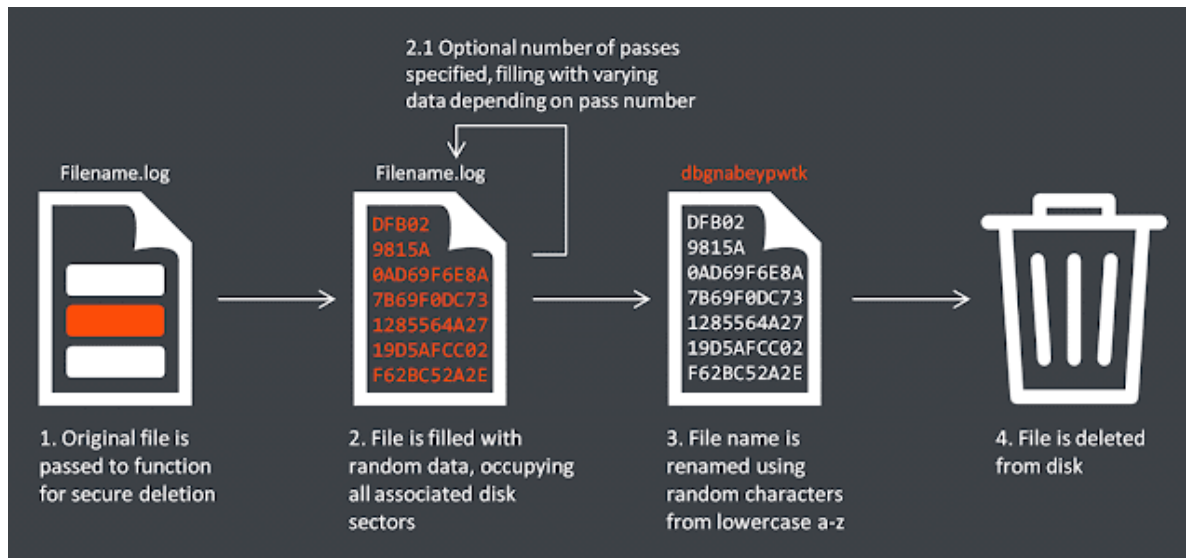 2.1 Optional number of passes
specified, filling with varying
data depending on pass number
Filename.log
Filename.log
dbgnabeypwtk
DFB02
9815A
0AD69F6E8A
7B69F0DC73
1285564A27
19D5AFCC02
F62BC52A2E
DFB02
9815A
0AD69F6E8A
7B69F0DC73
1285564A27
19D5AFCC02
F62BC52A2E
1. Original file is
passed to function
for secure deletion
2. File is filled with
random data, occupying
all associated disk
sectors
3. File name is
renamed using
random characters
from lowercase a-z
4. File is deleted
from disk